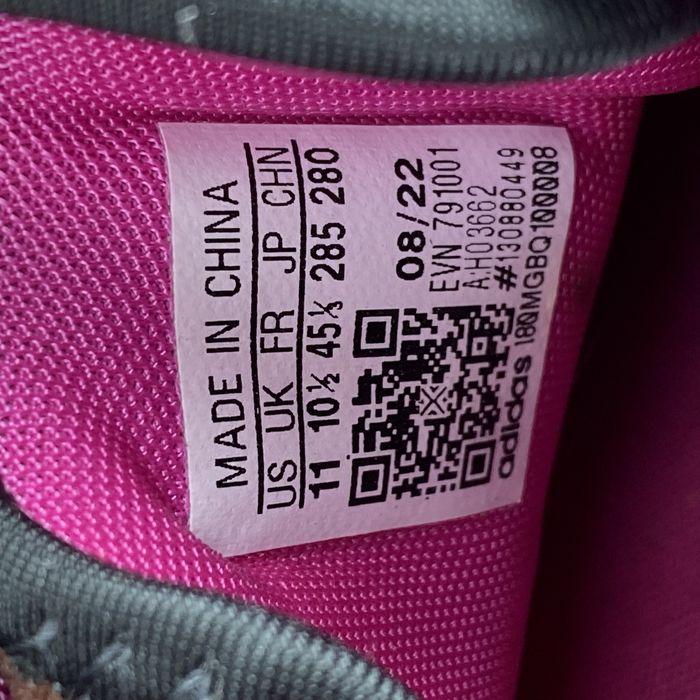 MADE IN CHINA
US UK FR JP CHN
11 10½ 45⅓ 285 280
08/22
EVN 791001
A:H03662
#130880449
adidas